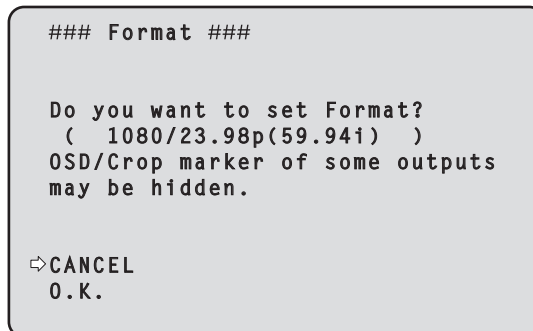 ### Format ###
Do you want to set Format?
( 1080/23.98p(59.94i) )
OSD/Crop marker of some outputs
may be hidden.
⇨CANCEL
O.K.